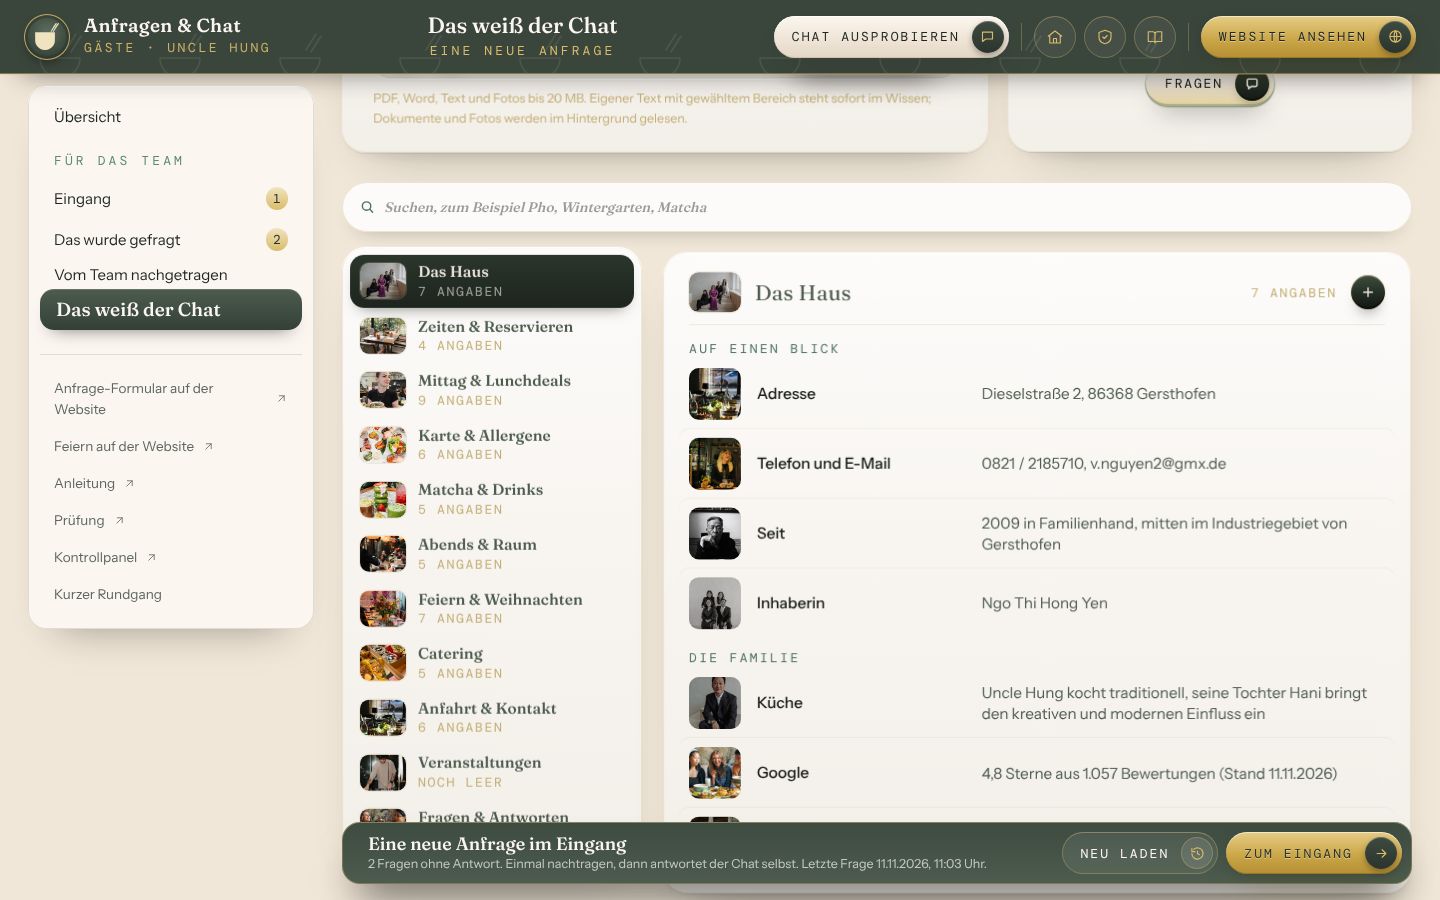 Anfragen & Chat
GÄSTE · UNCLE HUNG
Das weiß der Chat
EINE NEUE ANFRAGE
CHAT AUSPROBIEREN
WEBSITE ANSEHEN
Übersicht
FÜR DAS TEAM
Eingang 1
Das wurde gefragt 2
Vom Team nachgetragen
Das weiß der Chat
Anfrage-Formular auf der
Website
Feiern auf der Website
Anleitung
Prüfung
Kontrollpanel
Kurzer Rundgang
PDF, Word, Text und Fotos bis 20 MB. Eigener Text mit gewähltem Bereich steht sofort im Wissen;
Dokumente und Fotos werden im Hintergrund gelesen.
FRAGEN
Suchen, zum Beispiel Pho, Wintergarten, Matcha
Das Haus
7 ANGABEN
Zeiten & Reservieren
4 ANGABEN
Mittag & Lunchdeals
9 ANGABEN
Karte & Allergene
6 ANGABEN
Matcha & Drinks
5 ANGABEN
Abends & Raum
5 ANGABEN
Feiern & Weihnachten
7 ANGABEN
Catering
5 ANGABEN
Anfahrt & Kontakt
6 ANGABEN
Veranstaltungen
NOCH LEER
Fragen & Antworten
Das Haus
7 ANGABEN
AUF EINEN BLICK
Adresse
Dieselstraße 2, 86368 Gersthofen
Telefon und E-Mail
0821 / 2185710, v.nguyen2@gmx.de
Seit
2009 in Familienhand, mitten im Industriegebiet von
Gersthofen
Inhaberin
Ngo Thi Hong Yen
DIE FAMILIE
Küche
Uncle Hung kocht traditionell, seine Tochter Hani bringt
den kreativen und modernen Einfluss ein
Google
4,8 Sterne aus 1.057 Bewertungen (Stand 11.11.2026)
Eine neue Anfrage im Eingang
2 Fragen ohne Antwort. Einmal nachtragen, dann antwortet der Chat selbst. Letzte Frage 11.11.2026, 11:03 Uhr.
NEU LADEN
ZUM EINGANG